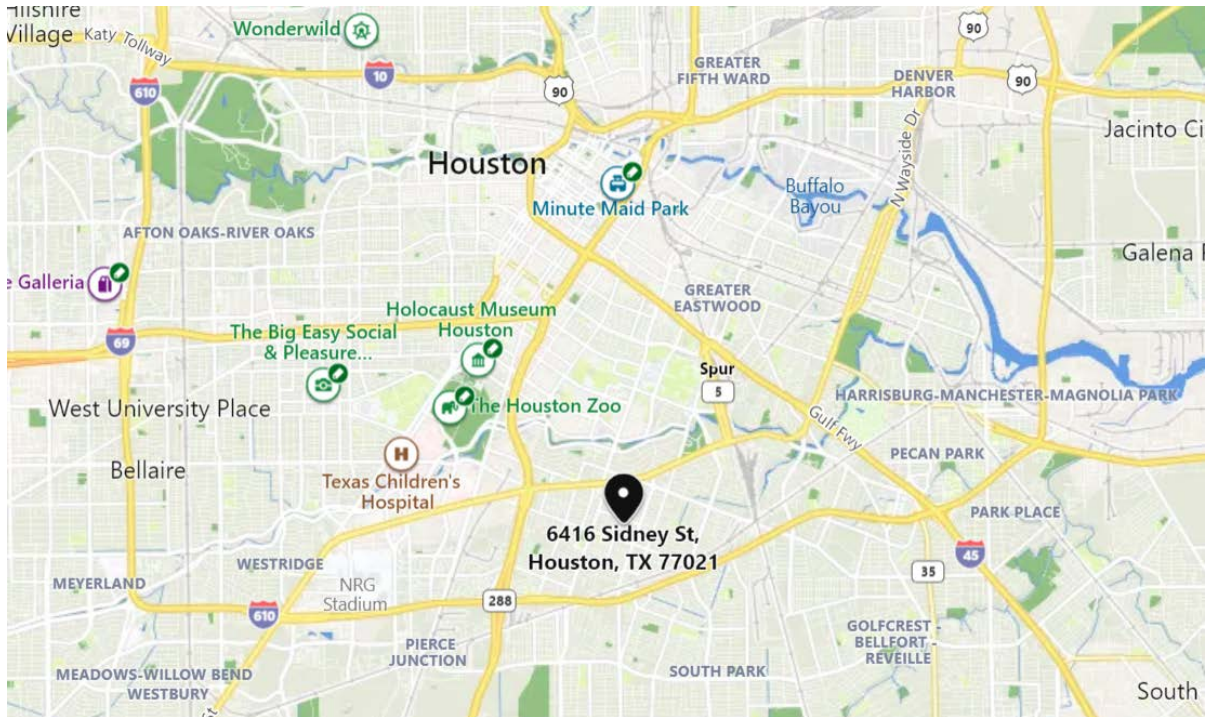 Village
Katy Tollway
Wonderwild
610
10
90
GREATER
FIFTH WARD
90
DENVER
HARBOR
90
Jacinto Ci
N Wayside Dr
Houston
Minute Maid Park
Buffalo
Bayou
AFTON OAKS-RIVER OAKS
Galena
e Galleria
GREATER
EASTWOOD
Holocaust Museum
Houston
69
The Big Easy Social
& Pleasure...
Spur
5
West University Place
The Houston Zoo
HARRISBURG-MANCHESTER-MAGNOLIA PARK
Gulf Fwy
Bellaire
H
Texas Children's
Hospital
PECAN PARK
6416 Sidney St,
Houston, TX 77021
PARK PLACE
WESTRIDGE
MEYERLAND
NRG
Stadium
288
610
45
35
PIERCE
JUNCTION
GOLFCREST -
BELLFORT -
REVEILLE
MEADOWS-WILLOW BEND
WESTBURY
SOUTH PARK
South
St